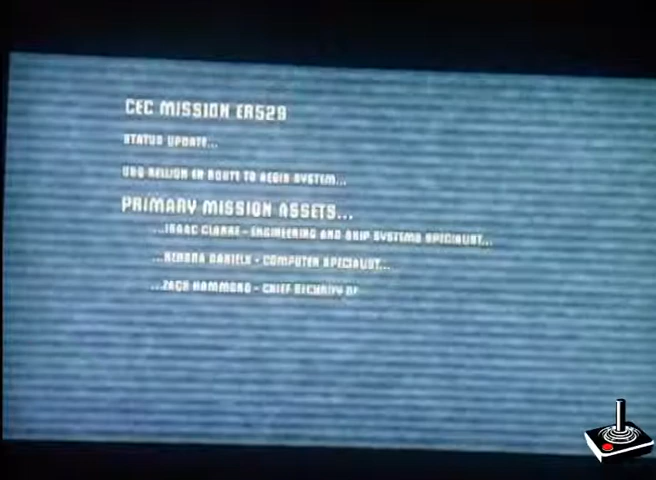 CEC MISSION ER529
STATUS UPDATE...
USG KELLION EN ROUTE TO AEGIS SYSTEM...
PRIMARY MISSION ASSETS...
...ISAAC CLARKE - ENGINEERING AND SHIP SYSTEMS SPECIALIST...
...KENDRA DANIELS - COMPUTER SPECIALIST...
...ZACH HAMMOND - CHIEF SECURITY OF